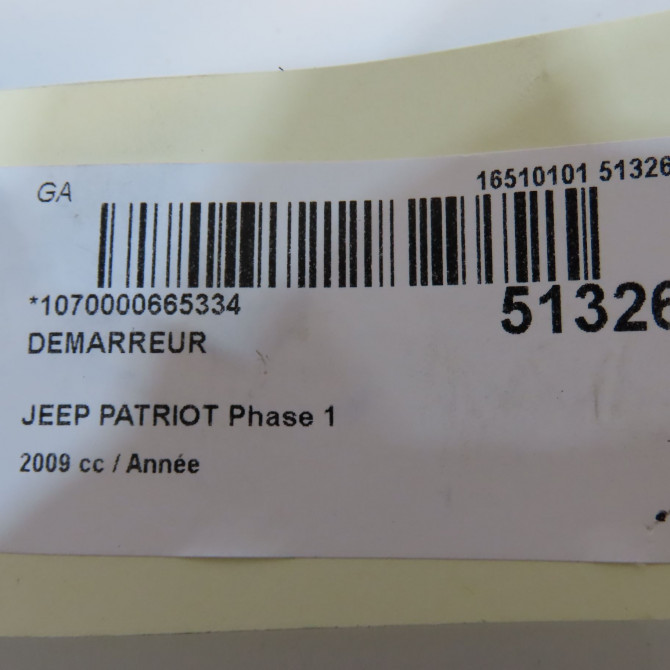 GA
16510101 51326
*1070000665334
51326
DEMARREUR
JEEP PATRIOT Phase 1
2009 cc / Année